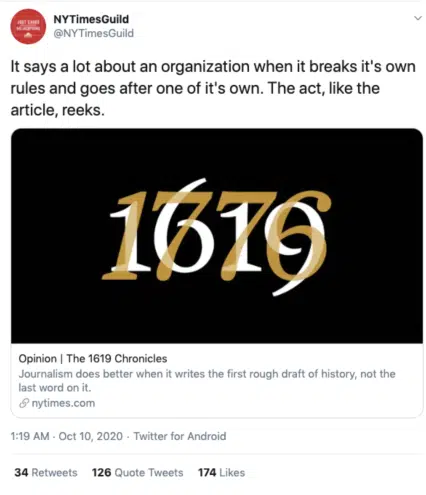 NYTimesGuild
@NYTimesGuild
It says a lot about an organization when it breaks it's own
rules and goes after one of it's own. The act, like the
article, reeks.
1776
1619
Opinion | The 1619 Chronicles
Journalism does better when it writes the first rough draft of history, not the
last word on it.
nytimes.com
1:19 AM · Oct 10, 2020 · Twitter for Android
34 Retweets 126 Quote Tweets 174 Likes